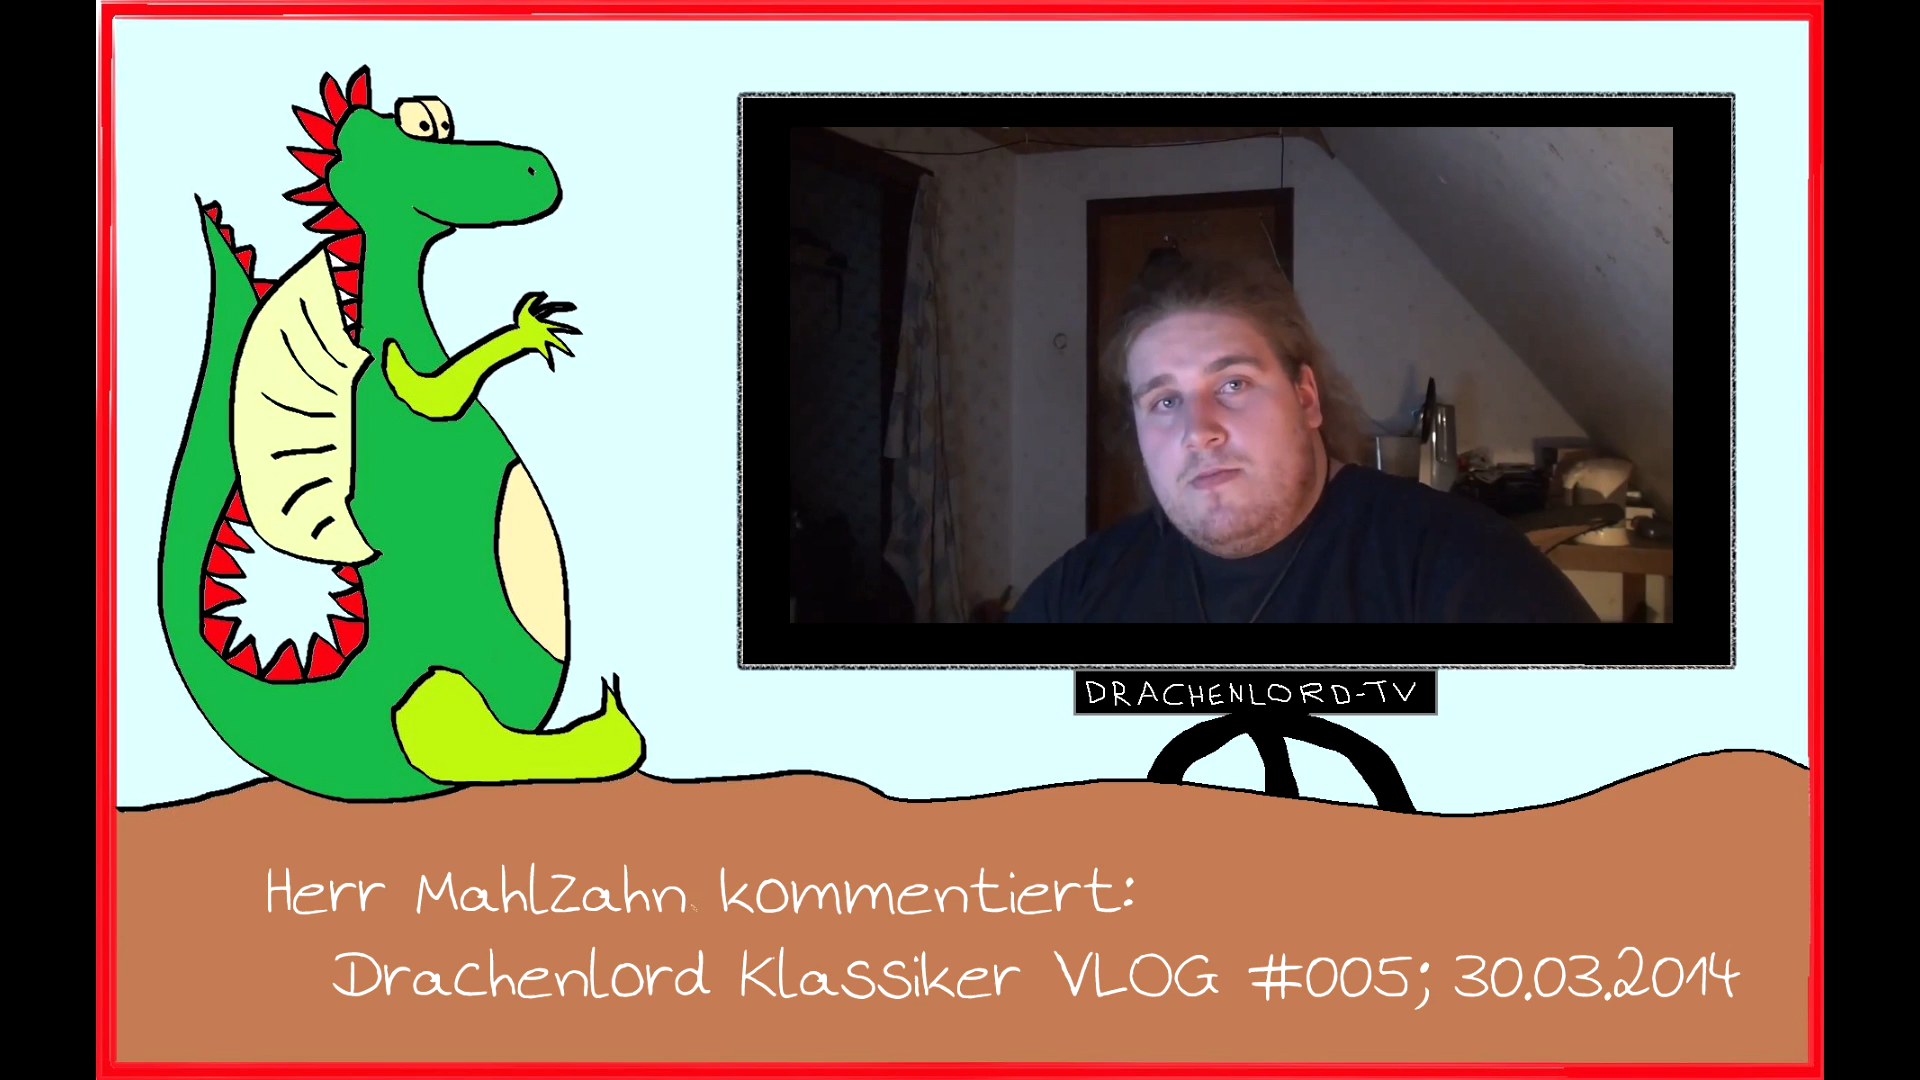 DRACHENLORD-TV
Herr Mahlzahn kommentiert:
Drachenlord Klassiker VLOG #005; 30.03.2014